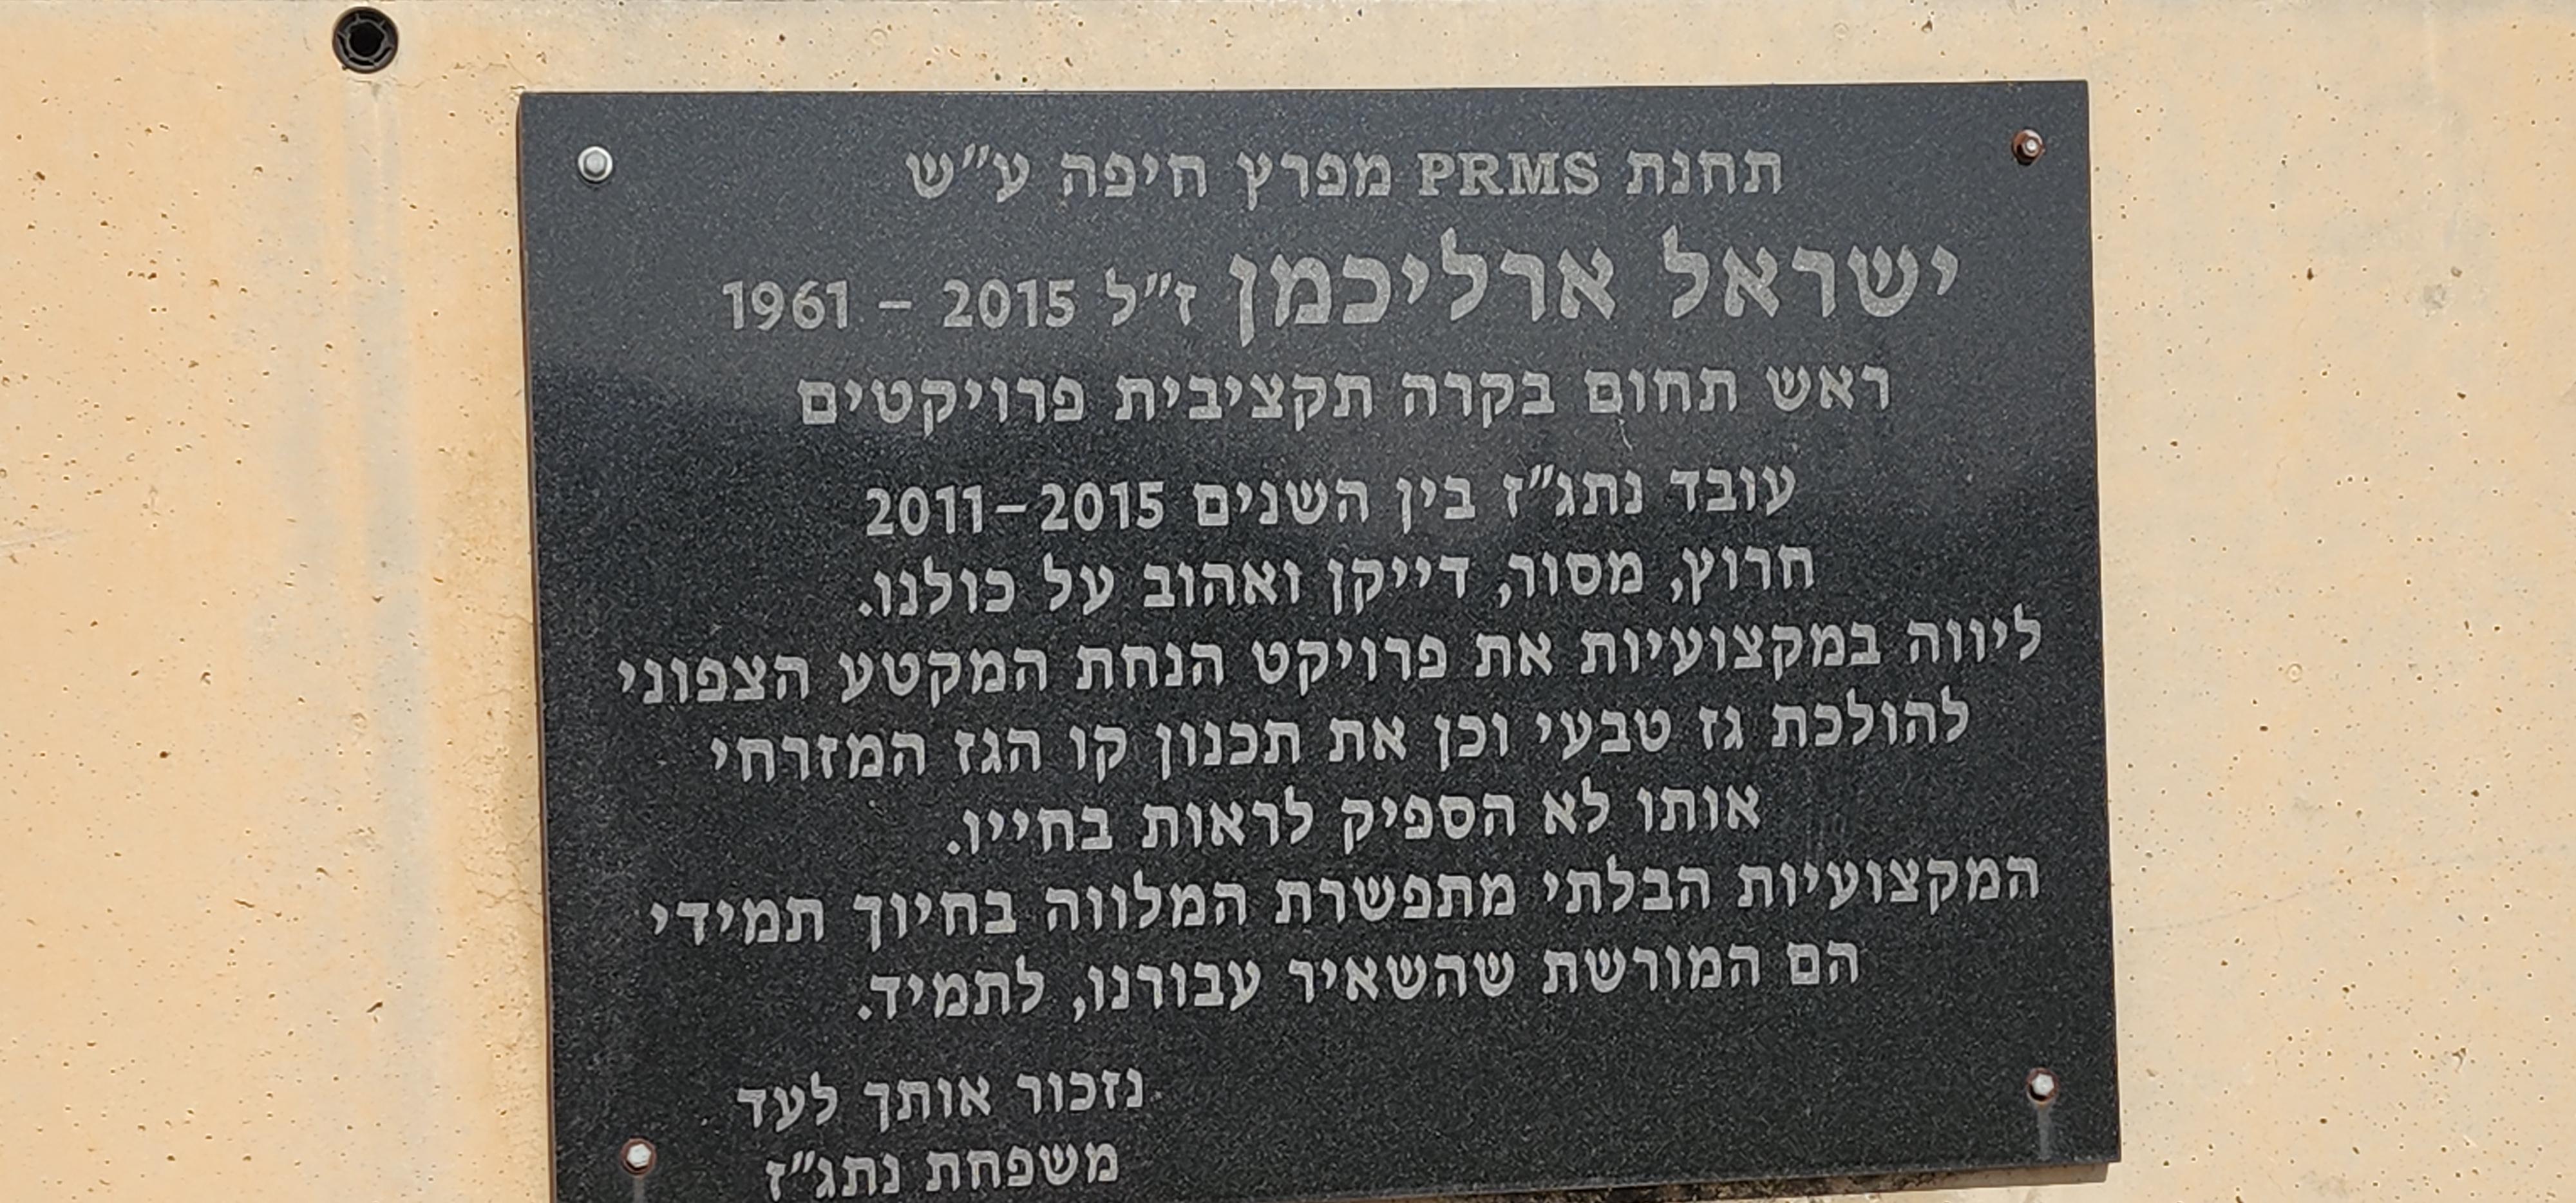 תחנת PRMS מפרץ חיפה ע"ש
ישראל ארליכמן ז"ל 2015 – 1961
ראש תחום בקרה תקציבית פרויקטים
עובד נתג"ז בין השנים 2011–2015
חרוץ, מסור, דייקן ואהוב על כולנו.
ליווה במקצועיות את פרויקט הנחת המקטע הצפוני
להולכת גז טבעי וכן את תכנון קו הגז המזרחי
אותו לא הספיק לראות בחייו.
המקצועיות הבלתי מתפשרת המלווה בחיוך תמידי
הם המורשת שהשאיר עבורנו, לתמיד.
נזכור אותך לעד
משפחת נתג"ז